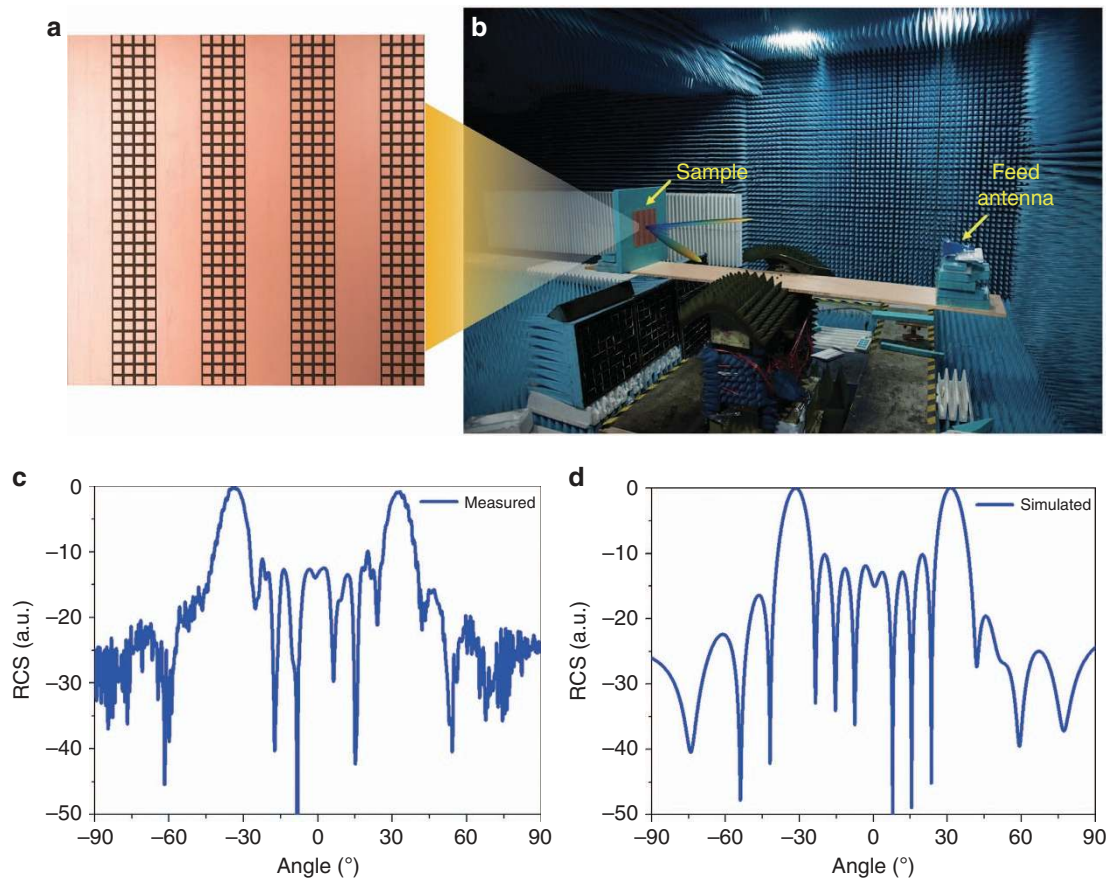 a
b
Sample
Feed
antenna
c
d
0
–10
–20
–30
–40
–50
RCS (a.u.)
Measured
–90
–60
–30
0
30
60
90
Angle (°)
0
–10
–20
–30
–40
–50
RCS (a.u.)
Simulated
–90
–60
–30
0
30
60
90
Angle (°)